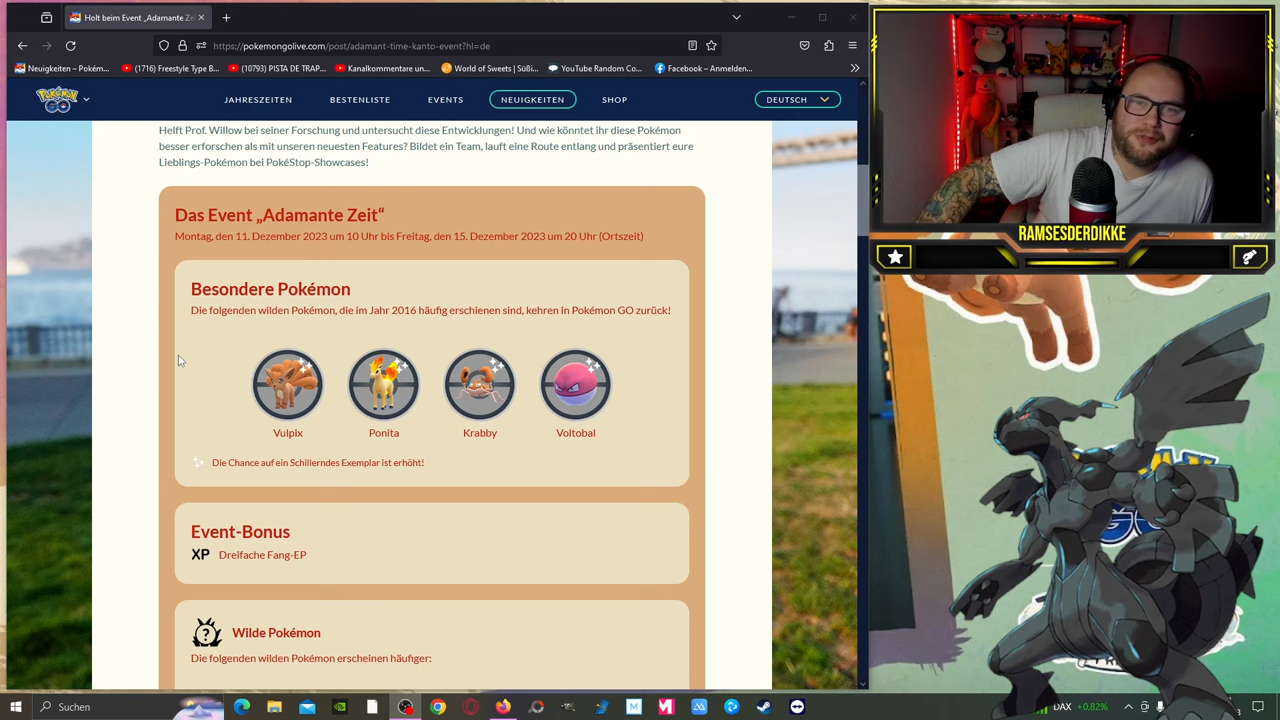 Holt beim Event „Adamante Ze
https://pokemongolive.com/post/adamant-time-kanto-event?hl=de
Neuigkeiten – Pokém...
(1716) Freestyle Type B...
(10793) PISTA DE TRAP...
Kanalkommentare un...
World of Sweets | Süßi...
YouTube Random Co...
Facebook – Anmelden...
POKÉMON GO
JAHRESZEITEN
BESTENLISTE
EVENTS
NEUIGKEITEN
SHOP
DEUTSCH
Helft Prof. Willow bei seiner Forschung und untersucht diese Entwicklungen! Und wie könntet ihr diese Pokémon
besser erforschen als mit unseren neuesten Features? Bildet ein Team, lauft eine Route entlang und präsentiert eure
Lieblings-Pokémon bei PokéStop-Showcases!
Das Event „Adamante Zeit“
Montag, den 11. Dezember 2023 um 10 Uhr bis Freitag, den 15. Dezember 2023 um 20 Uhr (Ortszeit)
Besondere Pokémon
Die folgenden wilden Pokémon, die im Jahr 2016 häufig erschienen sind, kehren in Pokémon GO zurück!
Vulpix
Ponita
Krabby
Voltobal
Die Chance auf ein Schillerndes Exemplar ist erhöht!
Event-Bonus
XP Dreifache Fang-EP
Wilde Pokémon
Die folgenden wilden Pokémon erscheinen häufiger:
RAMSESDERDIKKE
Suchen
DAX +0,82%